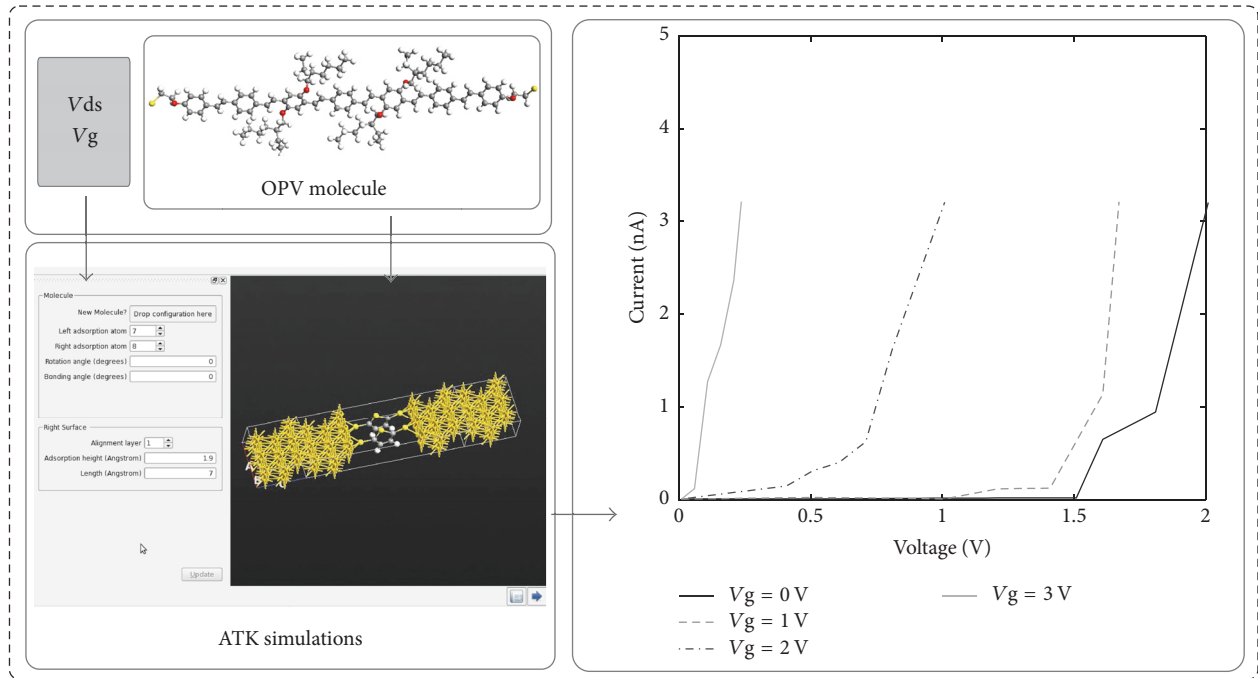 Vds
Vg
OPV molecule
Molecule
New Molecule? Drop configuration here
Left adsorption atom 7
Right adsorption atom 8
Rotation angle (degrees) 0
Bonding angle (degrees) 0
Right Surface
Alignment layer 1
Adsorption height (Angstrom) 1.9
Length (Angstrom) 7
A
B
Update
ATK simulations
5
4
3
2
1
0
Current (nA)
0 0.5 1 1.5 2
Voltage (V)
Vg = 0 V
Vg = 1 V
Vg = 2 V
Vg = 3 V